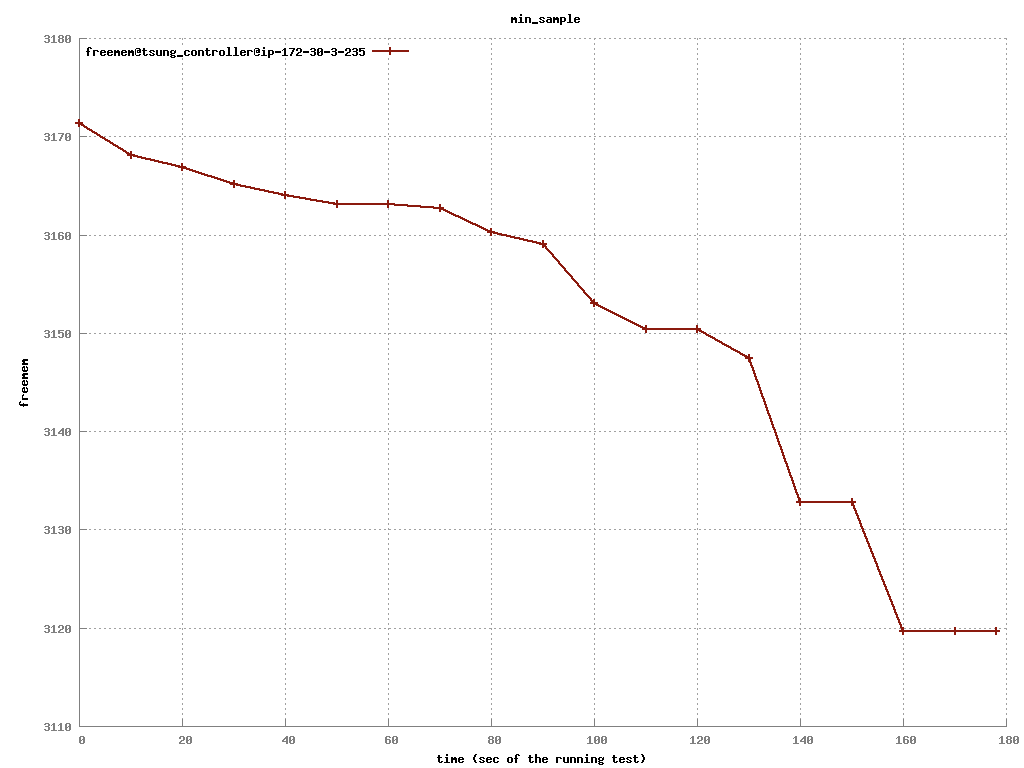 min_sample
3180
freemem@tsung_controller@ip-172-30-3-235
3170
3160
3150
freemem
3140
3130
3120
3110
0 20 40 60 80 100 120 140 160 180
time (sec of the running test)